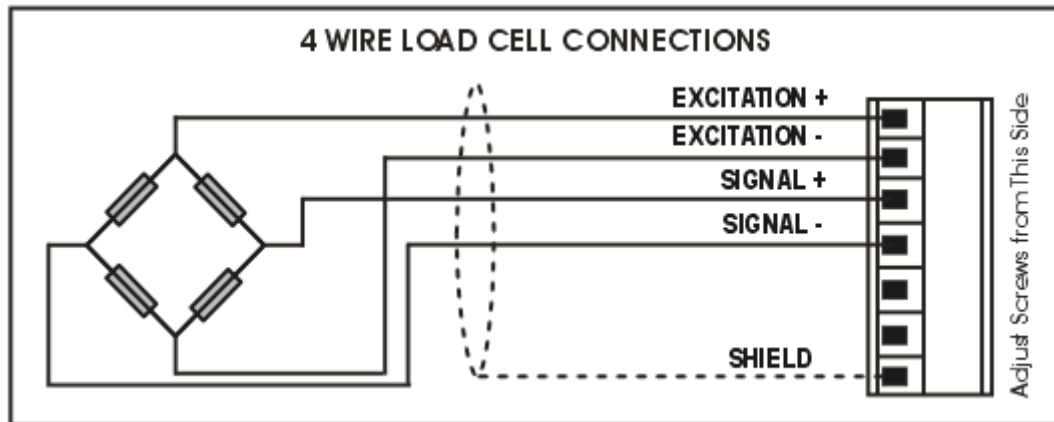 4 WIRE LOAD CELL CONNECTIONS
EXCITATION +
EXCITATION -
SIGNAL +
SIGNAL -
SHIELD
Adjust Screws from This Side